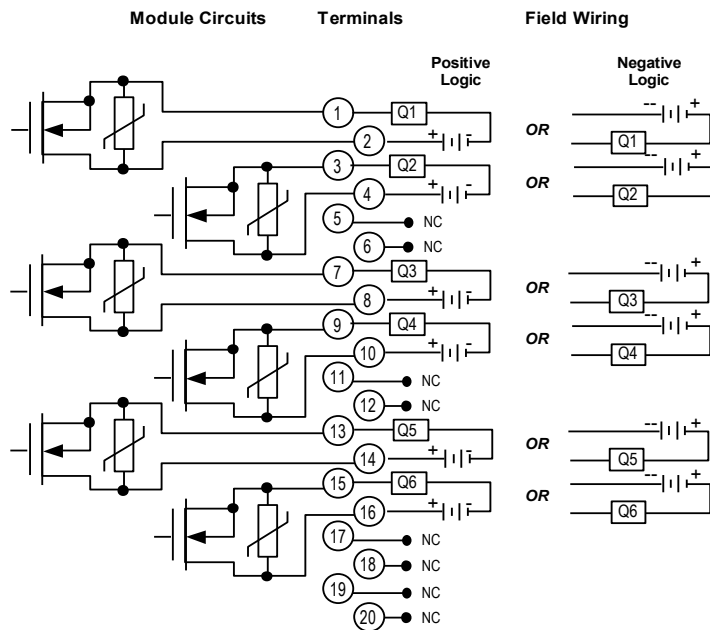 Module Circuits Terminals Field Wiring
Positive Logic
Negative Logic
1 Q1
-- +
2 + -
OR
Q1
3 Q2
-- +
4 + -
OR
Q2
5 NC
6 NC
7 Q3
-- +
8 + -
OR
Q3
9 Q4
-- +
10 + -
OR
Q4
11 NC
12 NC
13 Q5
-- +
14 + -
OR
Q5
15 Q6
-- +
16 + -
OR
Q6
17 NC
18 NC
19 NC
20 NC